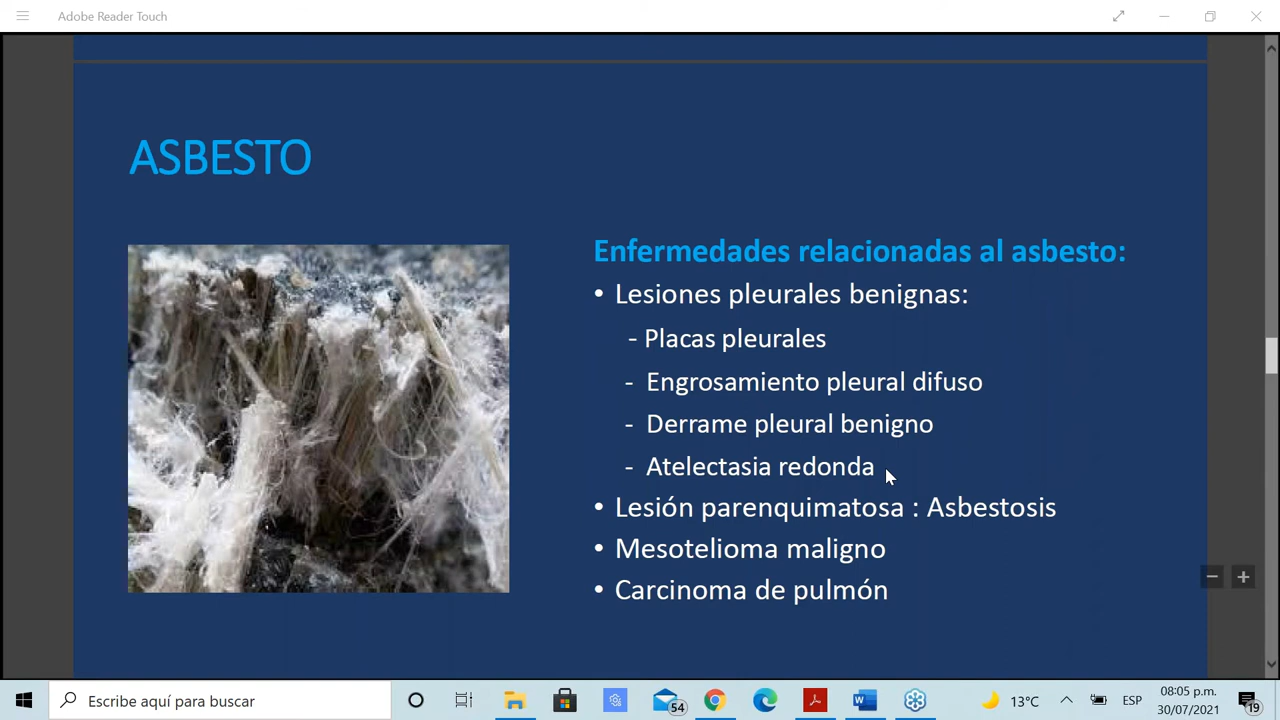 Adobe Reader Touch
ASBESTO
Enfermedades relacionadas al asbesto:
• Lesiones pleurales benignas:
- Placas pleurales
- Engrosamiento pleural difuso
- Derrame pleural benigno
- Atelectasia redonda
• Lesión parenquimatosa : Asbestosis
• Mesotelioma maligno
• Carcinoma de pulmón
Escribe aquí para buscar
54
13°C
ESP
08:05 p.m.
30/07/2021
19